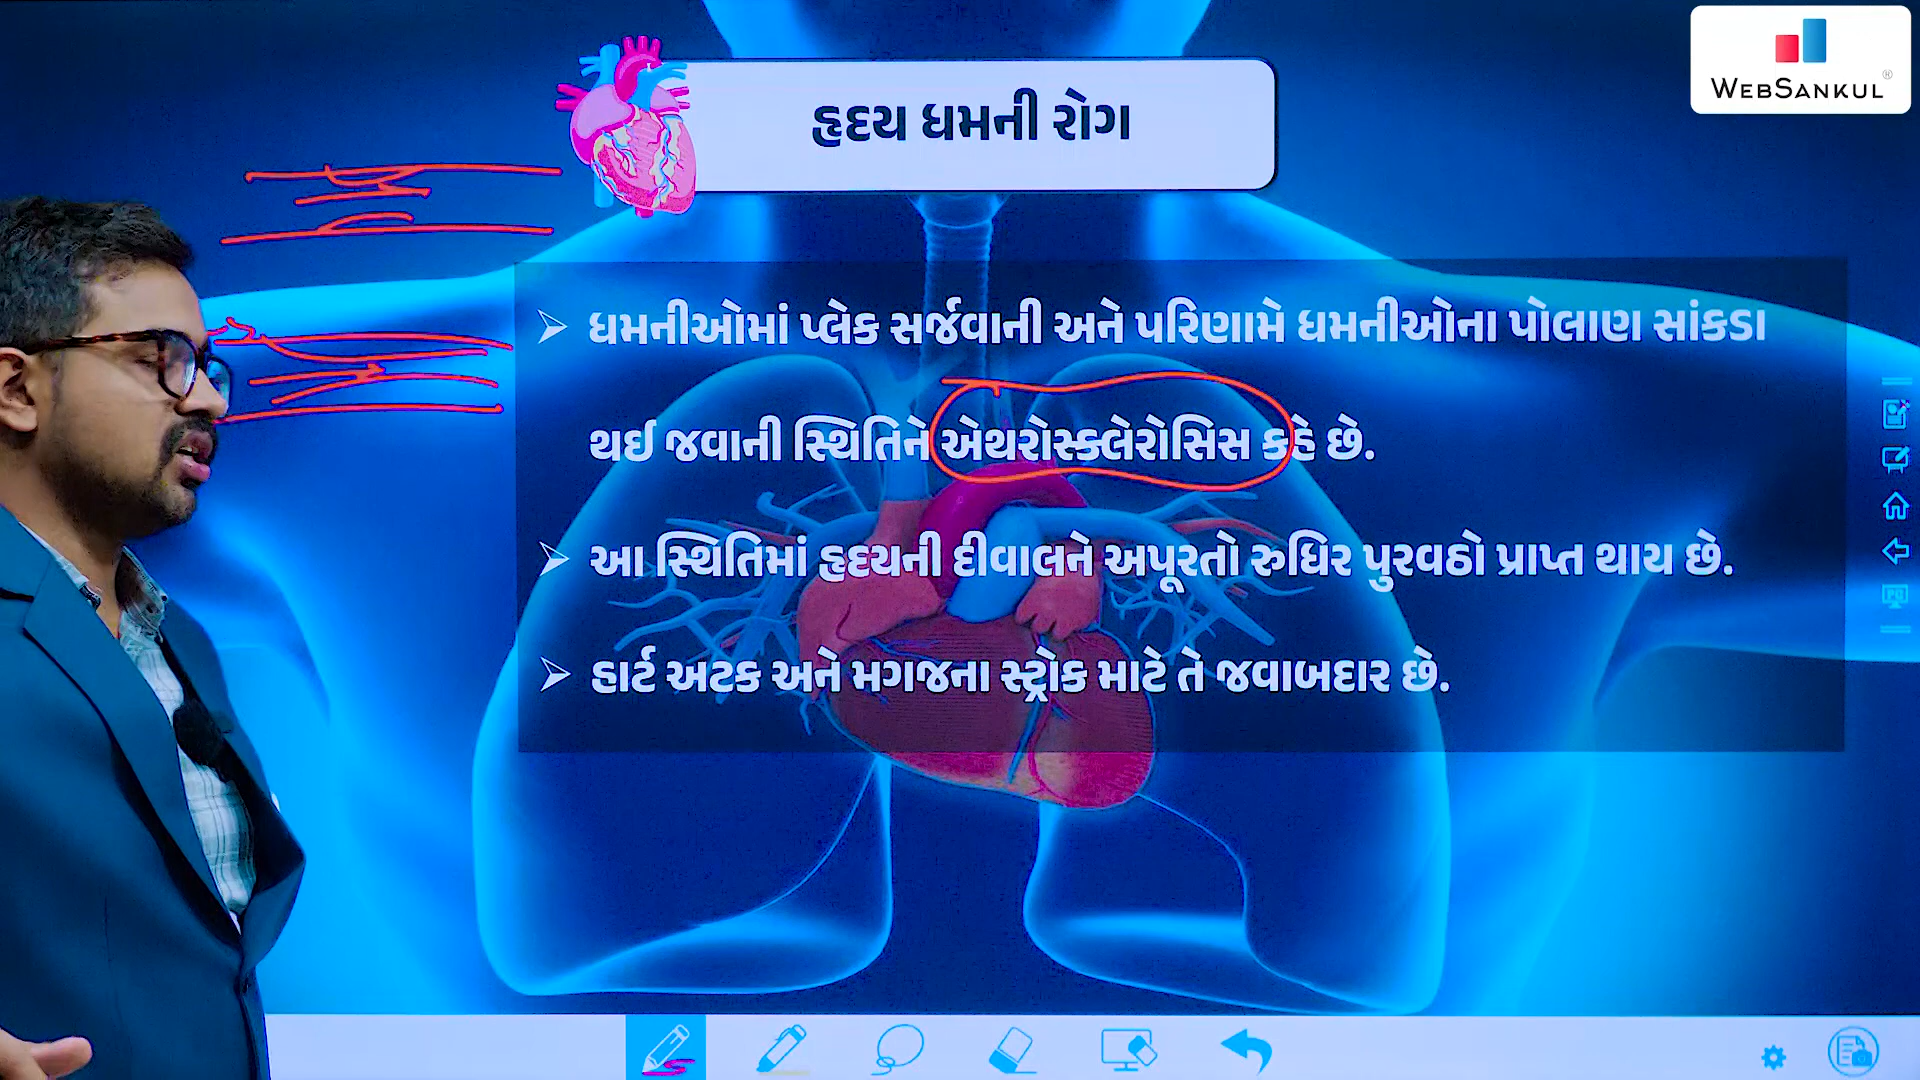 WEBSANKUL
હૃદય ધમની રોગ
ધમનીઓમાં પ્લેક સર્જવાની અને પરિણામે ધમનીઓના પોલાણ સાંકડા
થઈ જવાની સ્થિતિને એથરોસ્ક્લેરોસિસ કહે છે.
આ સ્થિતિમાં હૃદયની દીવાલને અપૂરતો રુધિર પુરવઠો પ્રાપ્ત થાય છે.
હાર્ટ અટક અને મગજના સ્ટ્રોક માટે તે જવાબદાર છે.